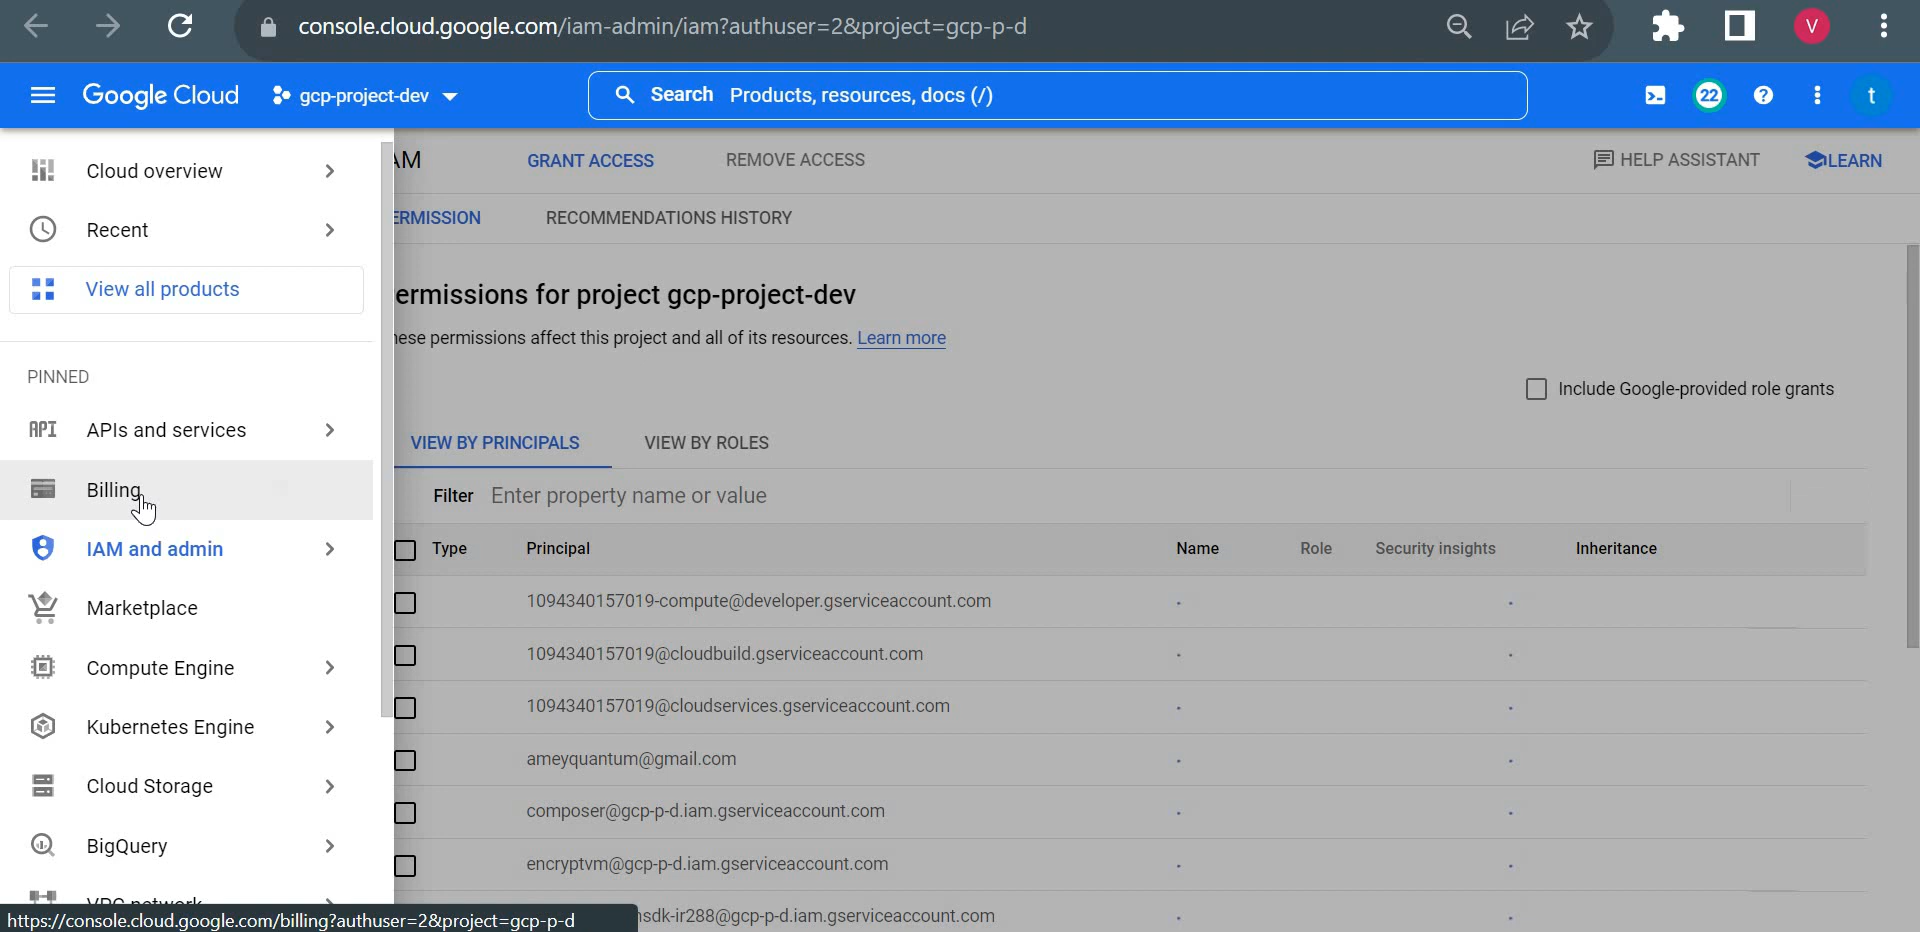 console.cloud.google.com/iam-admin/iam?authuser=2&project=gcp-p-d
V
Google Cloud
gcp-project-dev
Search Products, resources, docs (/)
22
?
t
Cloud overview
Recent
View all products
PINNED
API APIs and services
Billing
IAM and admin
Marketplace
Compute Engine
Kubernetes Engine
Cloud Storage
BigQuery
VPC network
https://console.cloud.google.com/billing?authuser=2&project=gcp-p-d
AM
GRANT ACCESS
REMOVE ACCESS
HELP ASSISTANT
LEARN
ERMISSION
RECOMMENDATIONS HISTORY
ermissions for project gcp-project-dev
ese permissions affect this project and all of its resources. Learn more
Include Google-provided role grants
VIEW BY PRINCIPALS
VIEW BY ROLES
Filter Enter property name or value
Type Principal Name Role Security insights Inheritance
1094340157019-compute@developer.gserviceaccount.com
1094340157019@cloudbuild.gserviceaccount.com
1094340157019@cloudservices.gserviceaccount.com
ameyquantum@gmail.com
composer@gcp-p-d.iam.gserviceaccount.com
encryptvm@gcp-p-d.iam.gserviceaccount.com
sdk-ir288@gcp-p-d.iam.gserviceaccount.com